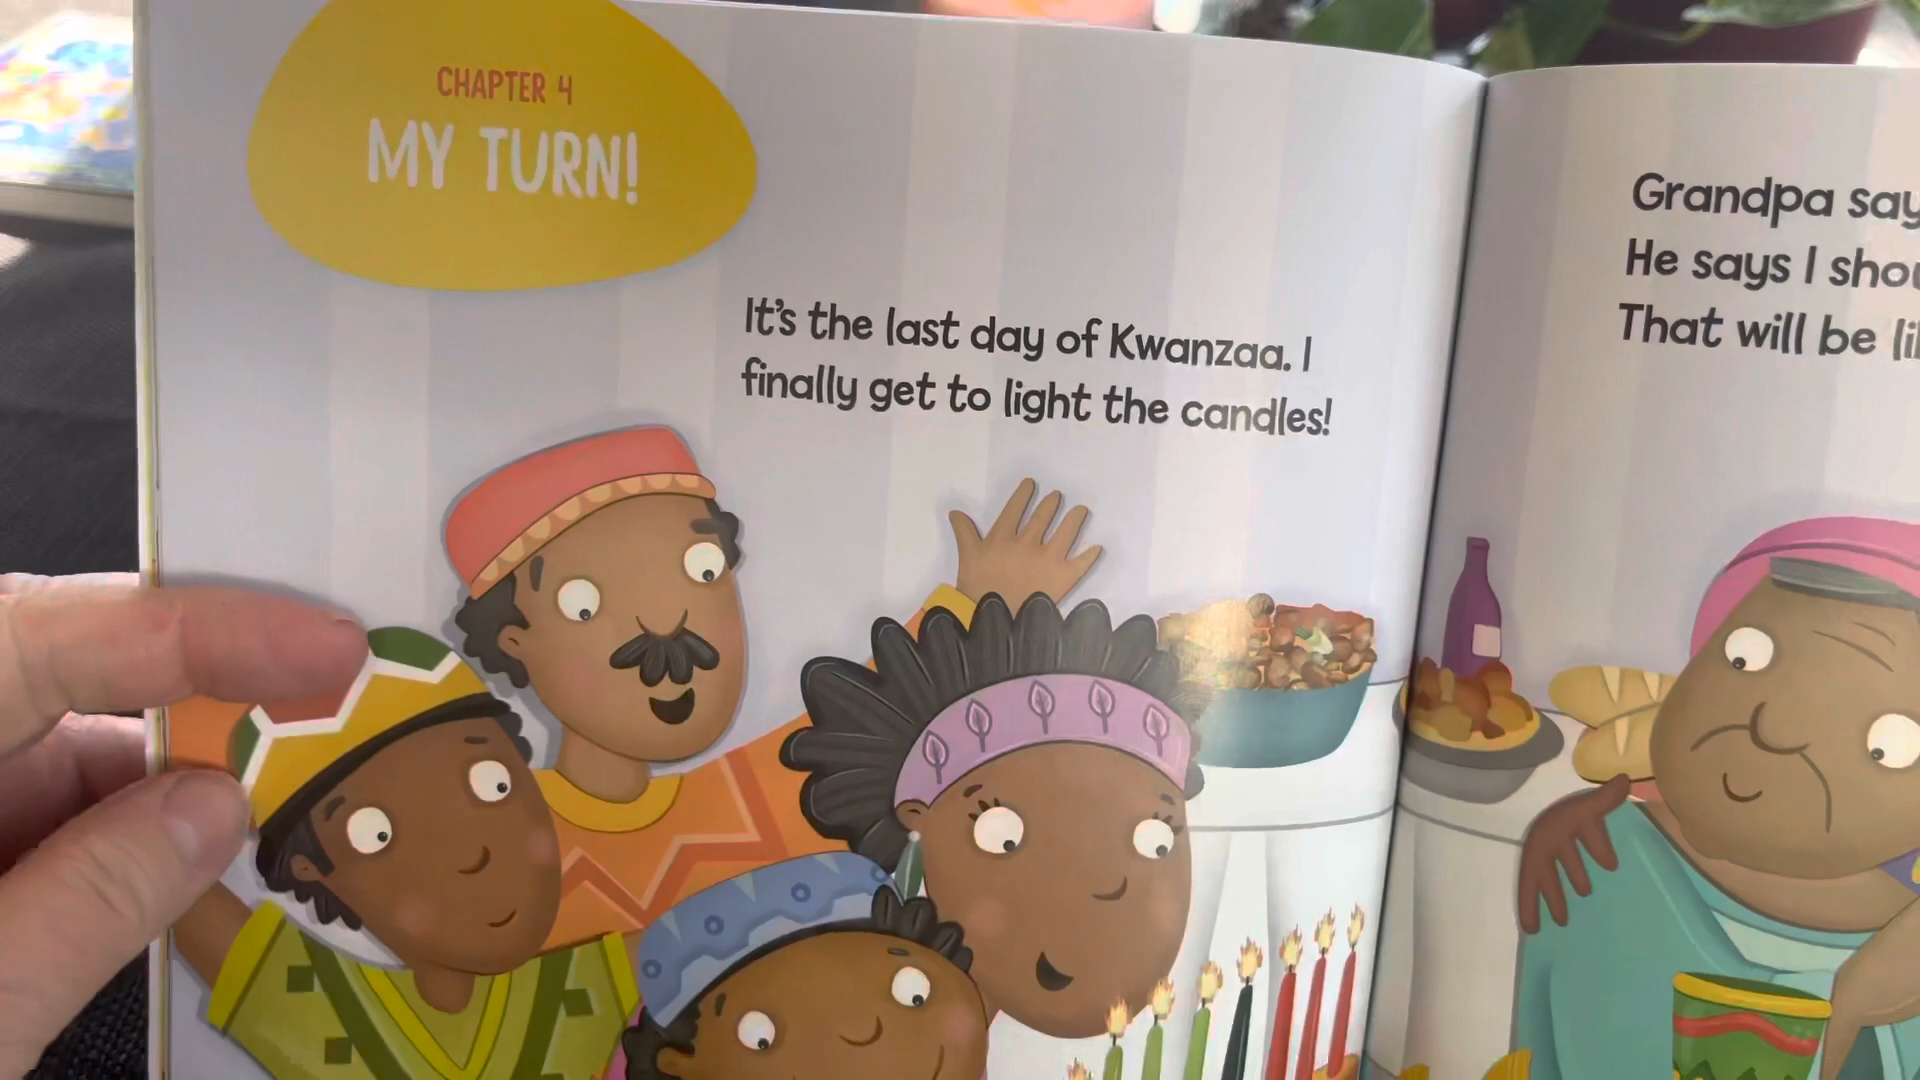 CHAPTER 4
MY TURN!
It's the last day of Kwanzaa. I
finally get to light the candles!
Grandpa
He says I
That will be